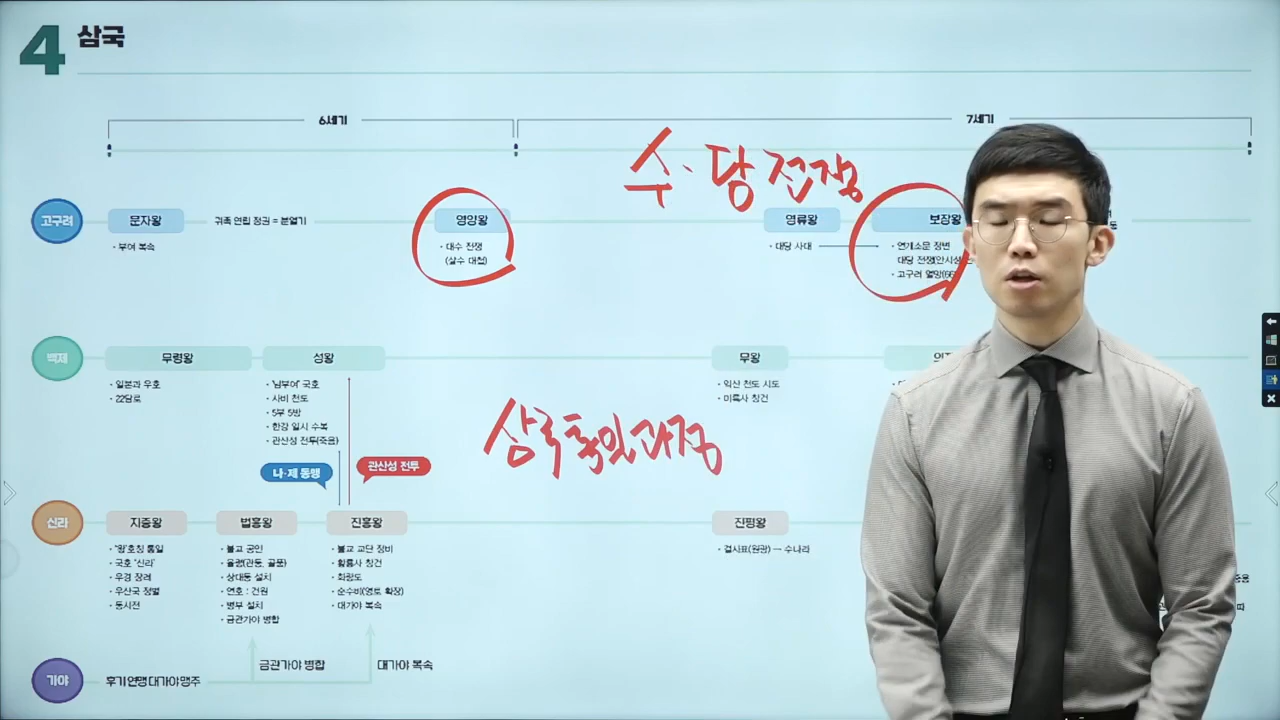 4 삼국
6세기
7세기
수·당 전쟁
고구려
문자왕
귀족 연립 정권 = 분열기
영양왕
영류왕
보장왕
· 부여 복속
· 대수 전쟁
(살수 대첩)
· 대당 사대
· 연개소문 정변
대당 전쟁(안시성
· 고구려 멸망(66
백제
무령왕
성왕
무왕
· 일본과 우호
· 22담로
· '남부여' 국호
· 사비 천도
· 5부 5방
· 한강 일시 수복
· 관산성 전투(죽음)
· 익산 천도 시도
· 미륵사 창건
삼국통일과정
나·제 동맹
관산성 전투
신라
지증왕
법흥왕
진흥왕
진평왕
· '왕'호칭 통일
· 국호 '신라'
· 우경 장려
· 우산국 정벌
· 동시전
· 불교 공인
· 율령(관등, 골품)
· 상대등 설치
· 연호 : 건원
· 병부 설치
· 금관가야 병합
· 불교 교단 정비
· 황룡사 창건
· 화랑도
· 순수비(영토 확장)
· 대가야 복속
· 걸사표(원광) → 수나라
가야
후기 연맹 대가야 맹주
금관가야 병합
대가야 복속